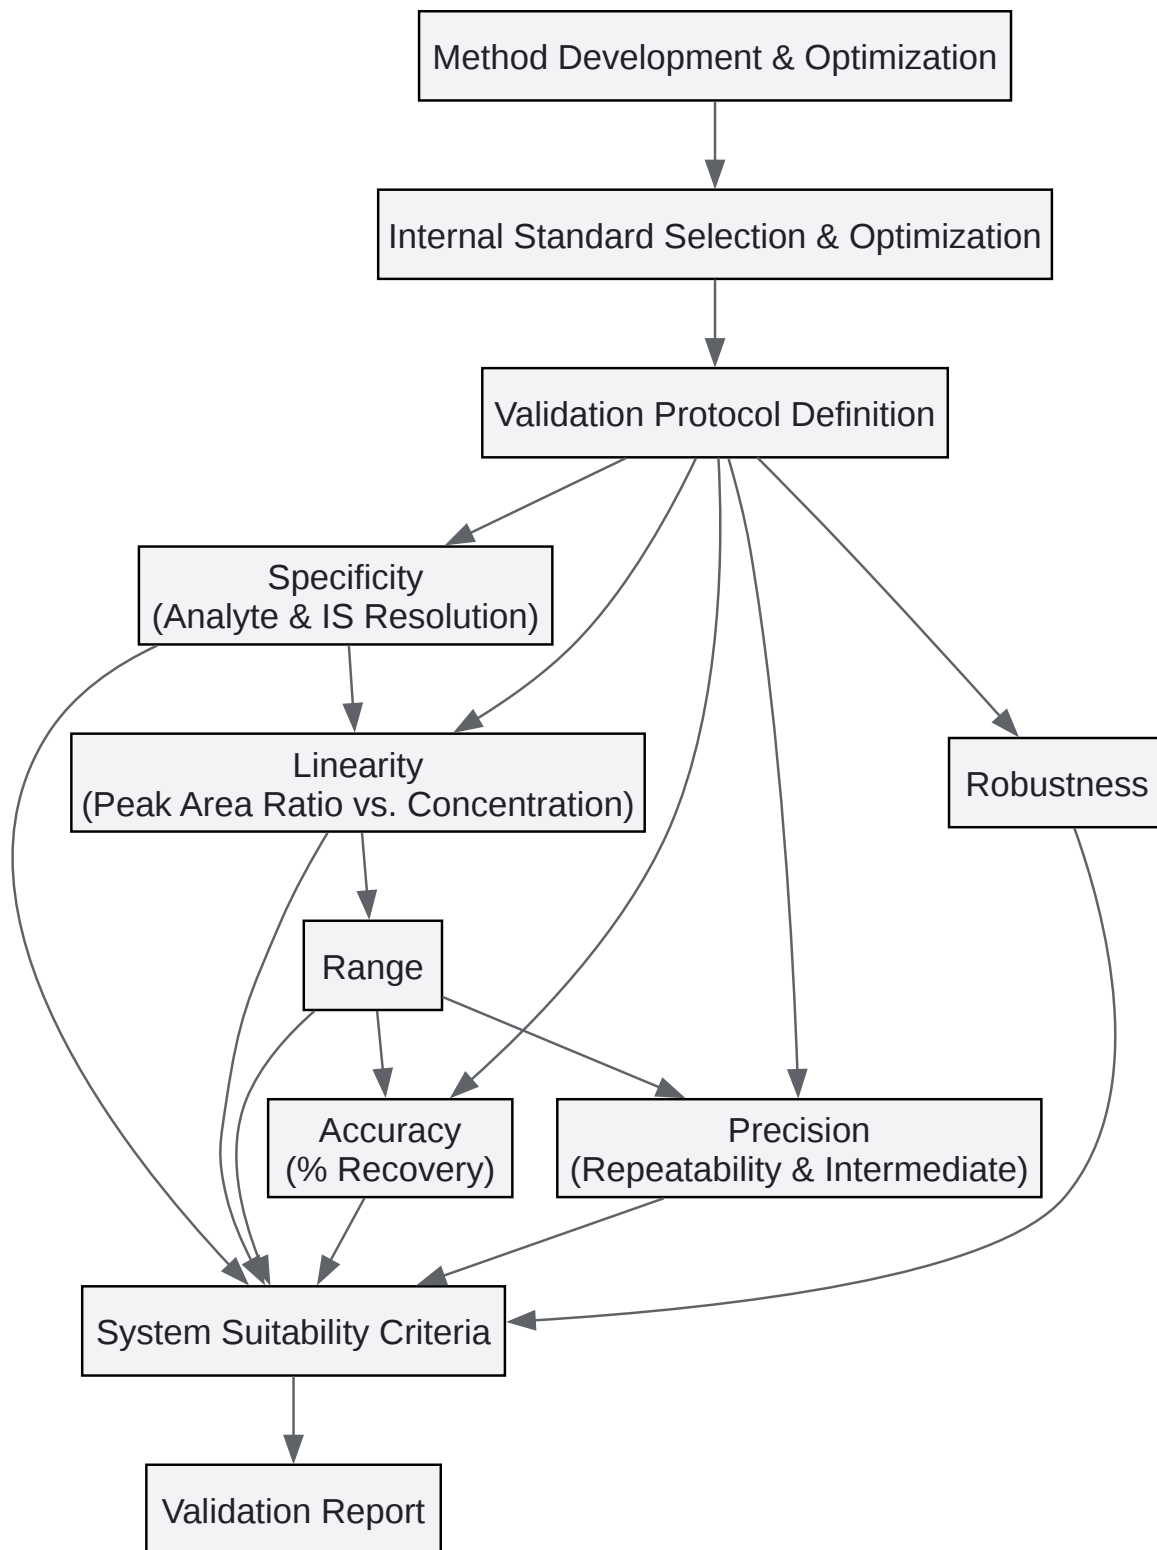 Method Development & Optimization
Internal Standard Selection & Optimization
Validation Protocol Definition
Specificity
(Analyte & IS Resolution)
Linearity
(Peak Area Ratio vs. Concentration)
Robustness
Range
Accuracy
(% Recovery)
Precision
(Repeatability & Intermediate)
System Suitability Criteria
Validation Report